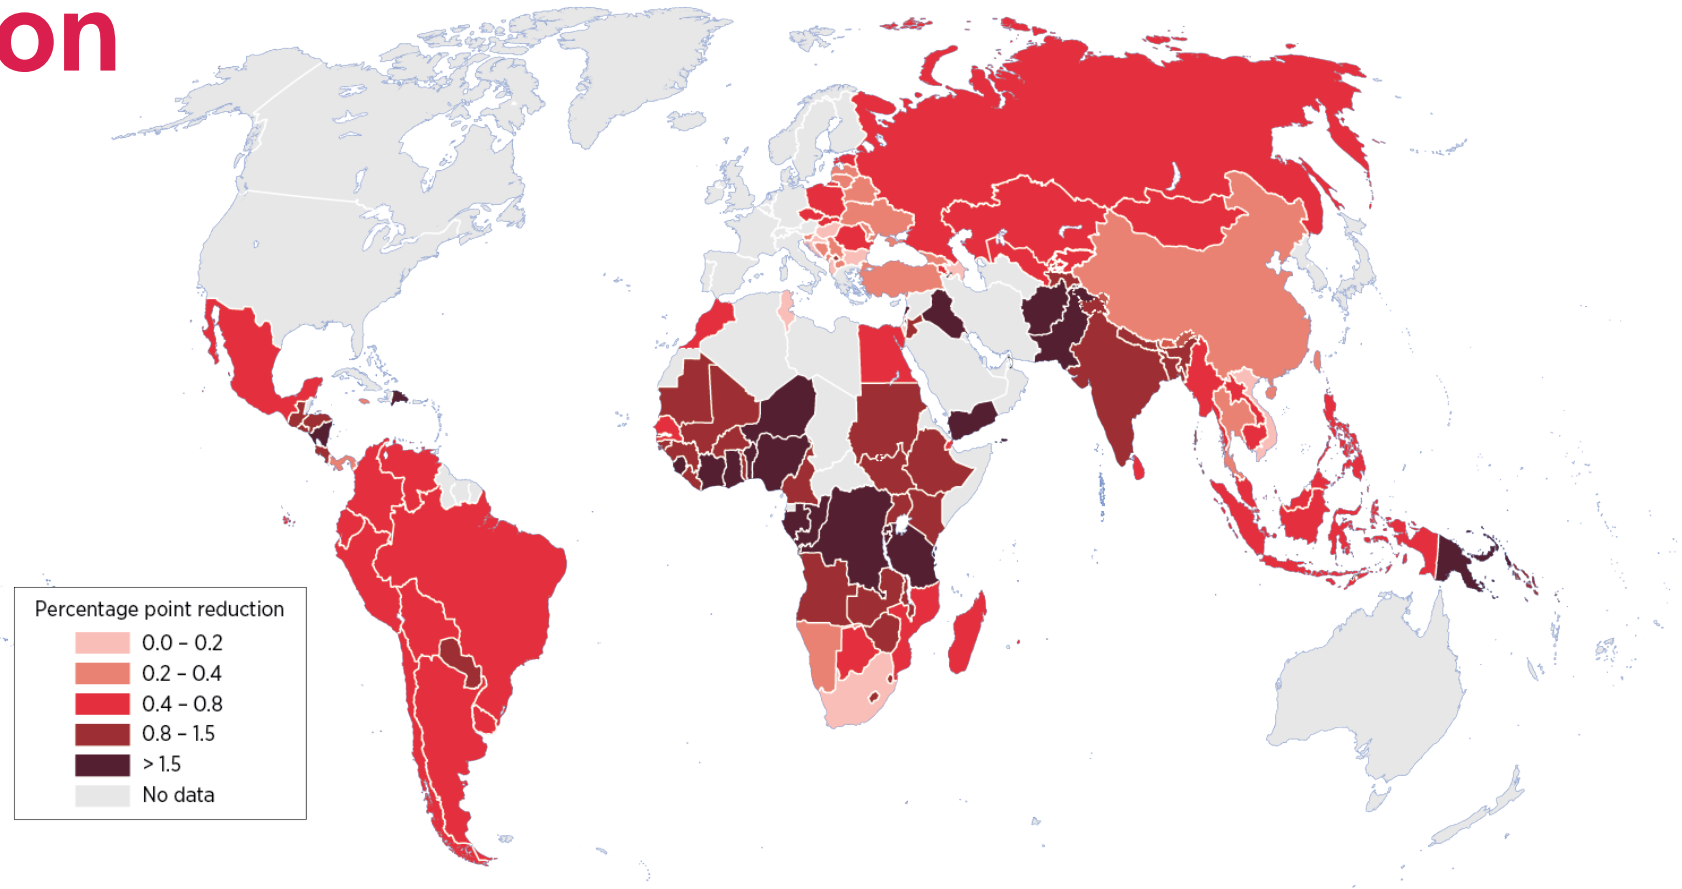 on
Percentage point reduction
0.0 – 0.2
0.2 – 0.4
0.4 – 0.8
0.8 – 1.5
> 1.5
No data